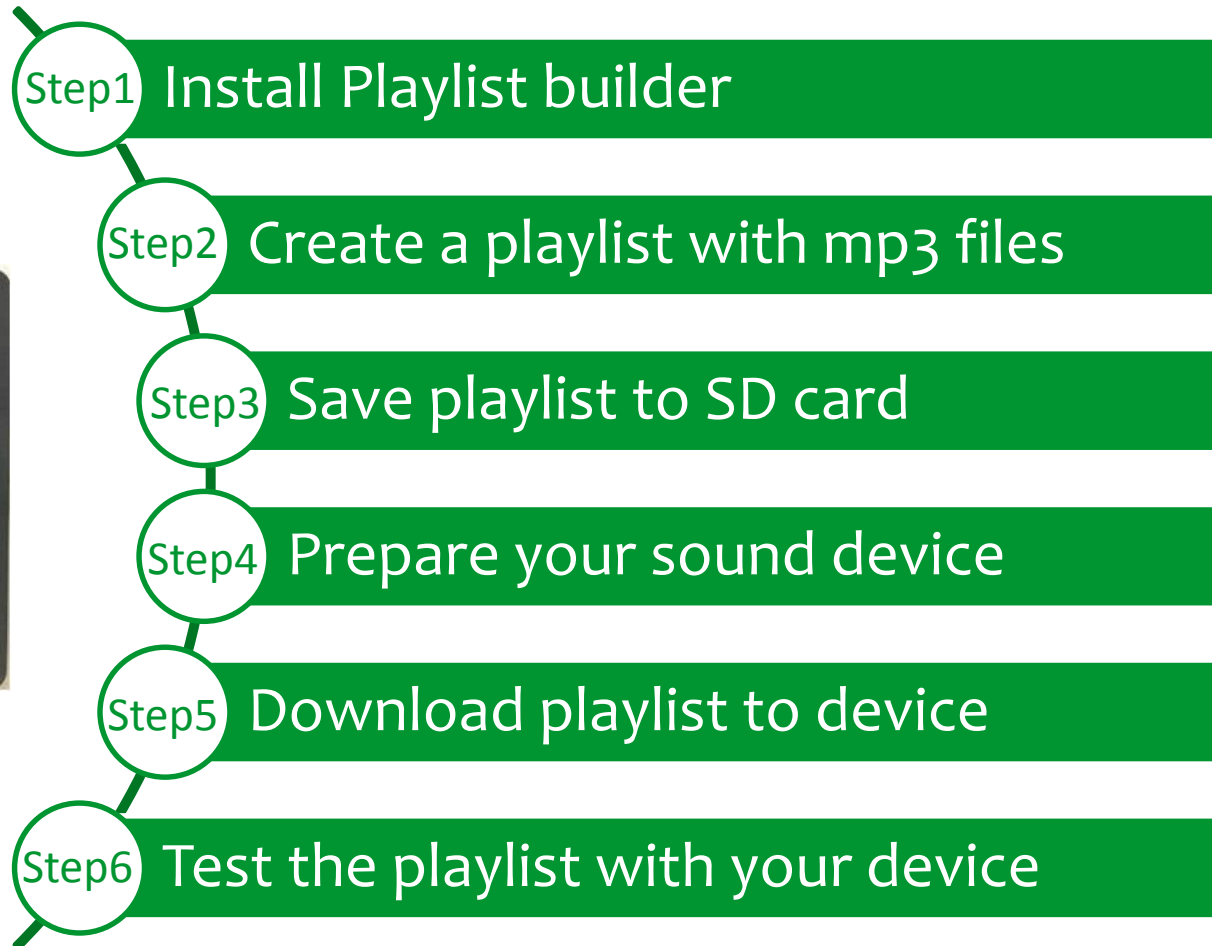 Step1 Install Playlist builder
Step2 Create a playlist with mp3 files
Step3 Save playlist to SD card
Step4 Prepare your sound device
Step5 Download playlist to device
Step6 Test the playlist with your device